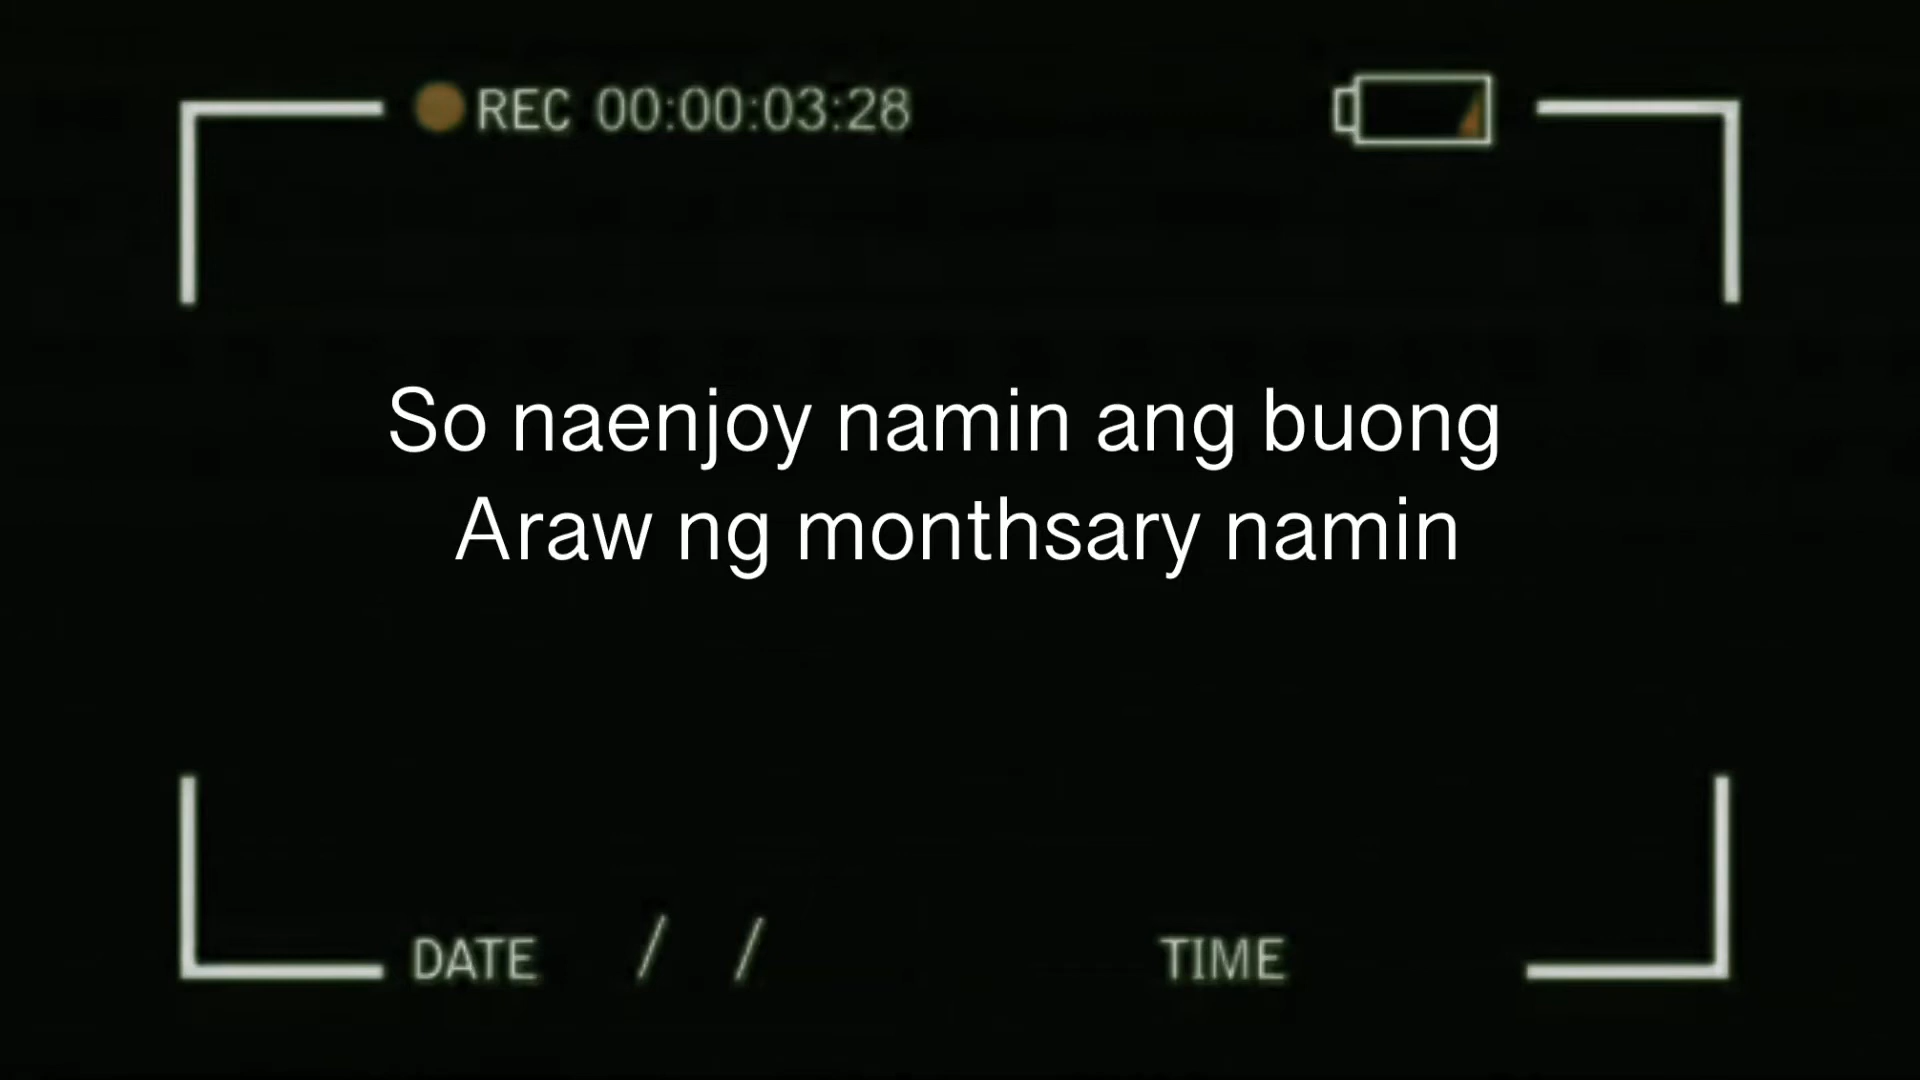 REC 00:00:03:28
So naenjoy namin ang buong
Araw ng monthsary namin
DATE / / TIME